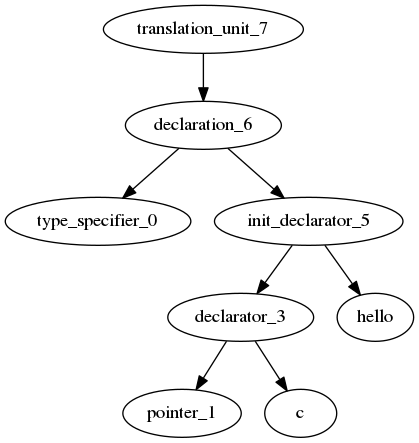 translation_unit_7
declaration_6
type_specifier_0
init_declarator_5
declarator_3
hello
pointer_1
c